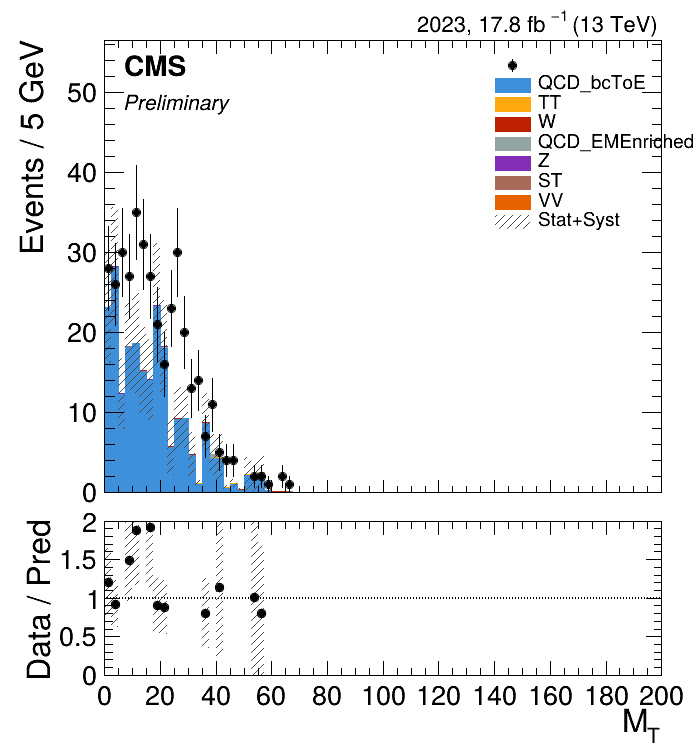 2023, 17.8 fb⁻¹ (13 TeV)
Events / 5 GeV
CMS
Preliminary
QCD_bcToE
TT
W
QCD_EMEnriched
Z
ST
VV
Stat+Syst
50
40
30
20
10
0
Data / Pred
2
1.5
1
0.5
0
0 20 40 60 80 100 120 140 160 180 200
M_T